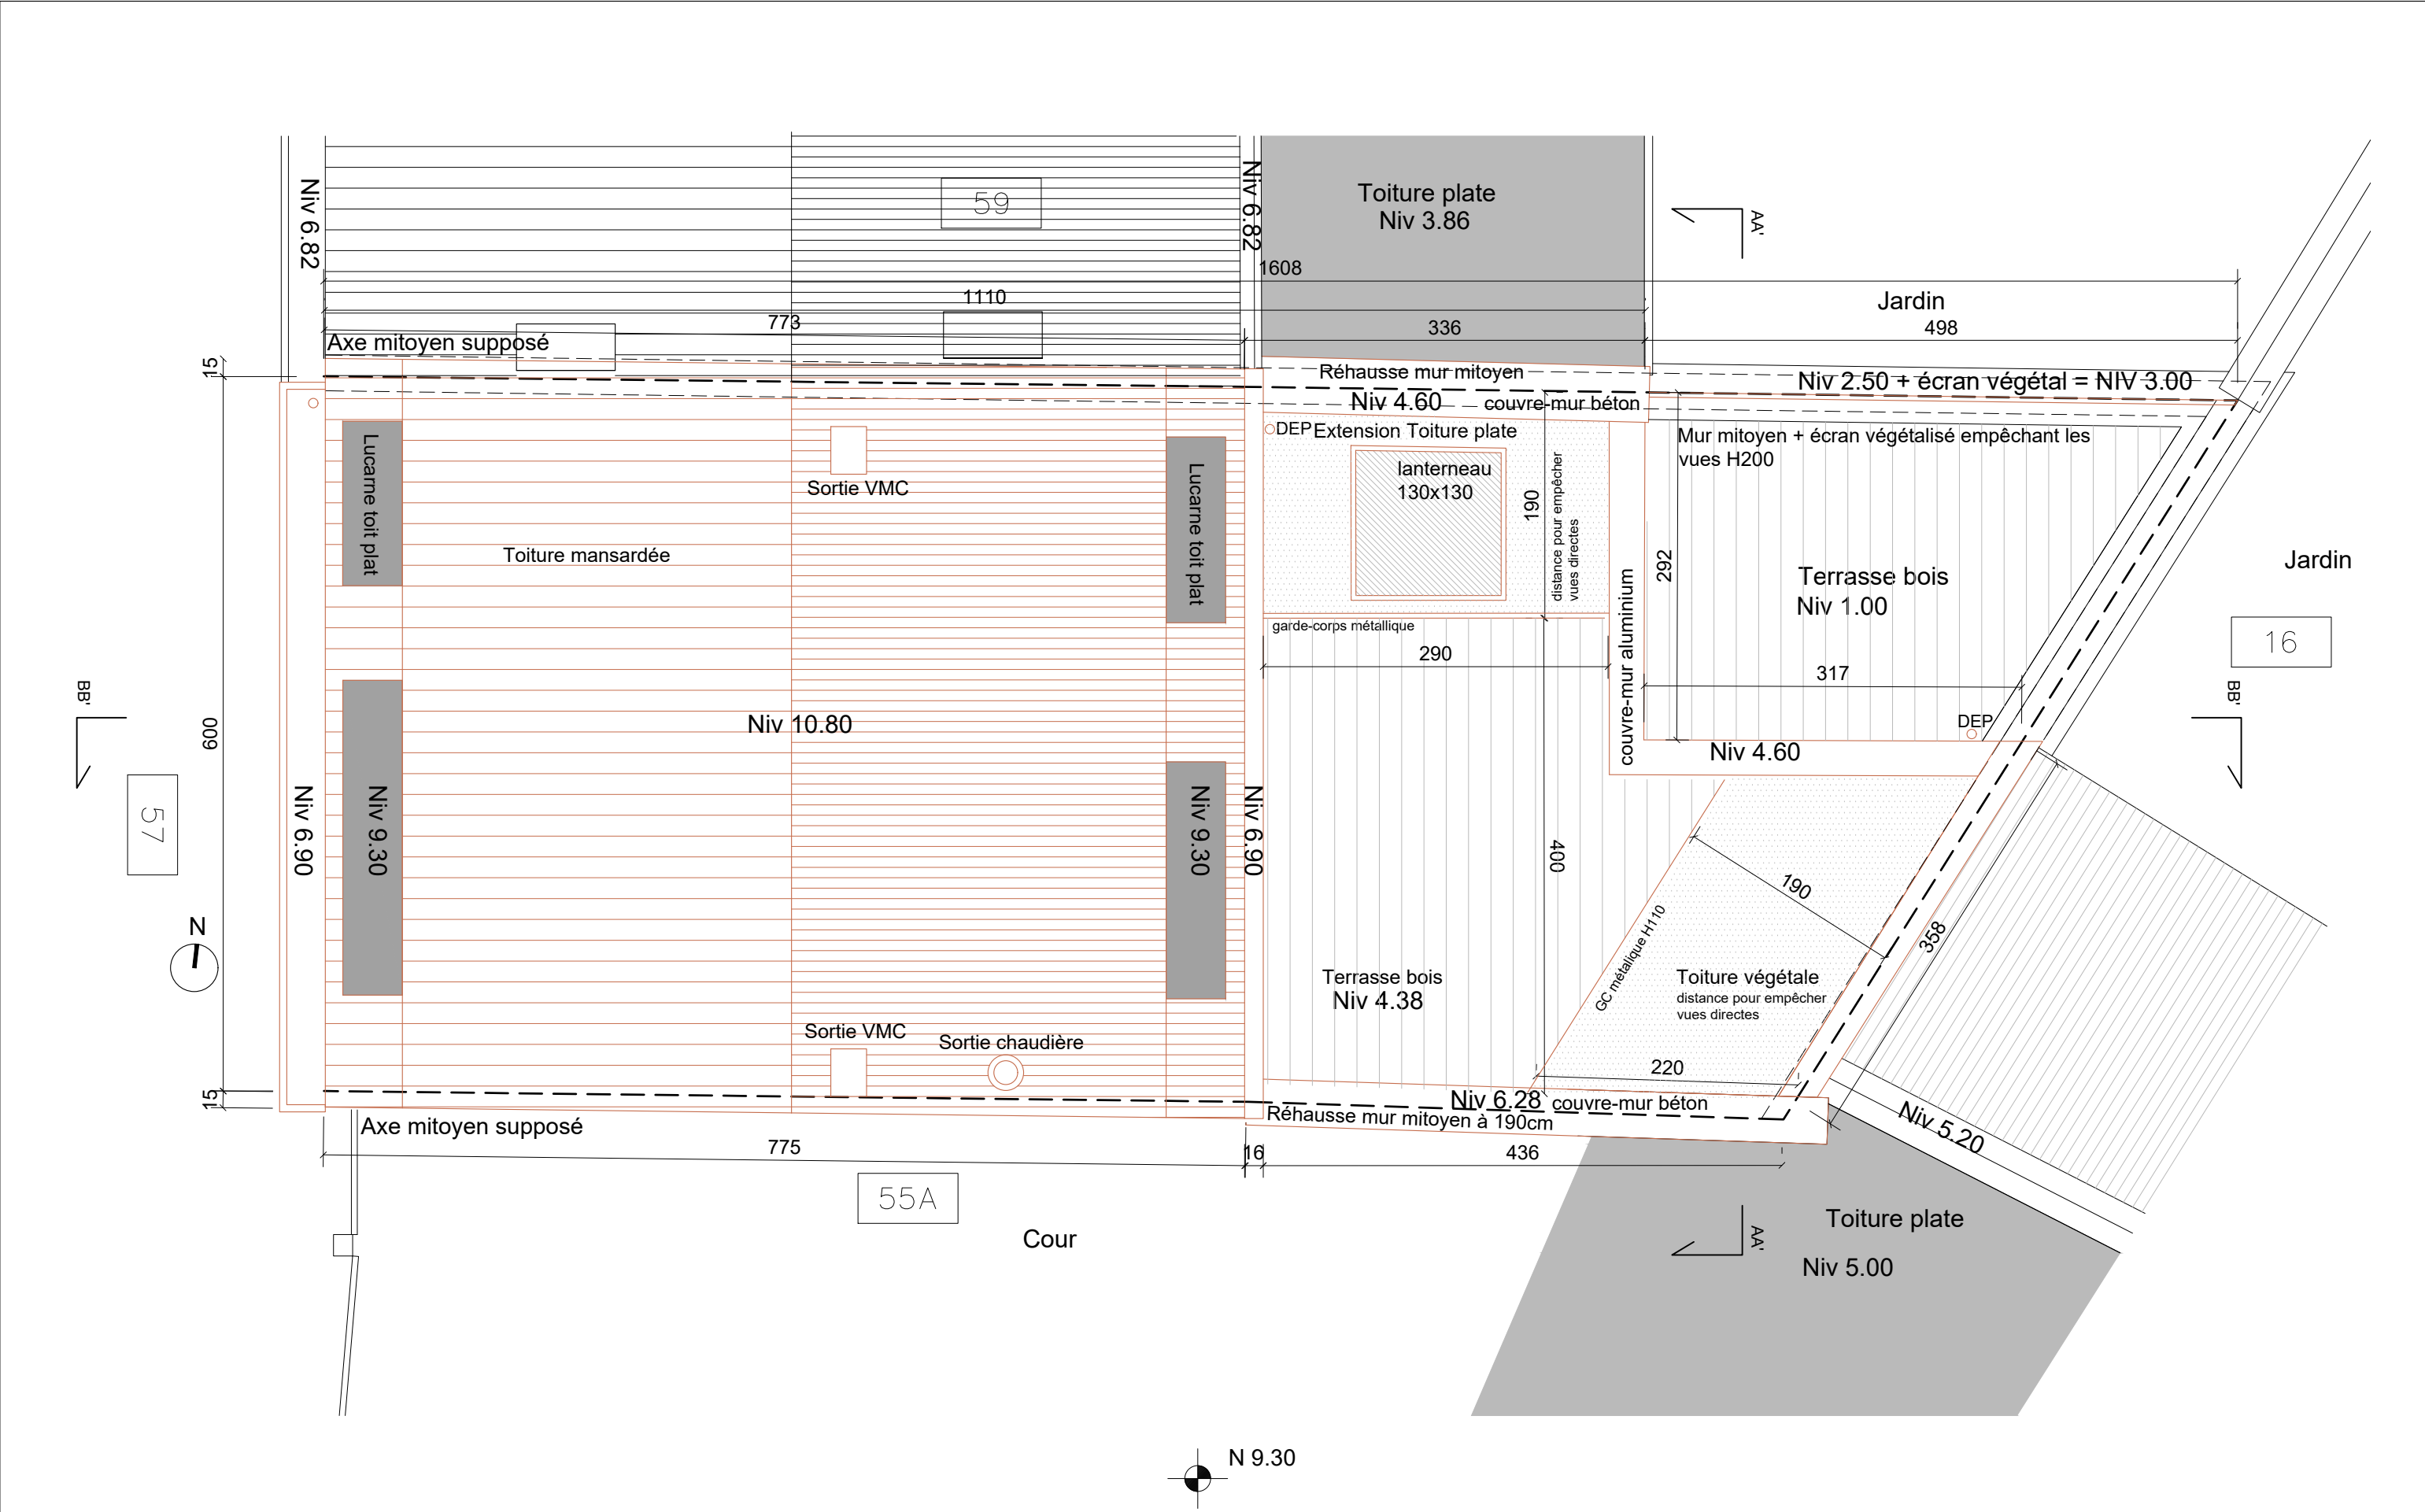 Niv 6.82
59
Niv 6.82
Toiture plate
Niv 3.86
AA'
1608
1110
773
336
Jardin
498
Axe mitoyen supposé
15
Réhausse mur mitoyen
Niv 2.50 + écran végétal = NIV 3.00
Niv 4.60
couvre-mur béton
DEP
Extension Toiture plate
Mur mitoyen + écran végétalisé empêchant les
vues H200
Lucarne toit plat
Sortie VMC
Lucarne toit plat
lanterneau
130x130
190
distance pour empêcher
vues directes
292
Toiture mansardée
Terrasse bois
Niv 1.00
Jardin
garde-corps métallique
290
couvre-mur aluminium
317
16
BB'
BB'
600
Niv 10.80
DEP
Niv 4.60
57
Niv 6.90
Niv 9.30
Niv 9.30
Niv 6.90
400
190
358
N
GC métalique H110
Terrasse bois
Niv 4.38
Toiture végétale
distance pour empêcher
vues directes
Sortie VMC
Sortie chaudière
220
15
Niv 6.28
couvre-mur béton
Réhausse mur mitoyen à 190cm
Axe mitoyen supposé
Niv 5.20
775
16
436
55A
Cour
AA'
Toiture plate
Niv 5.00
N 9.30